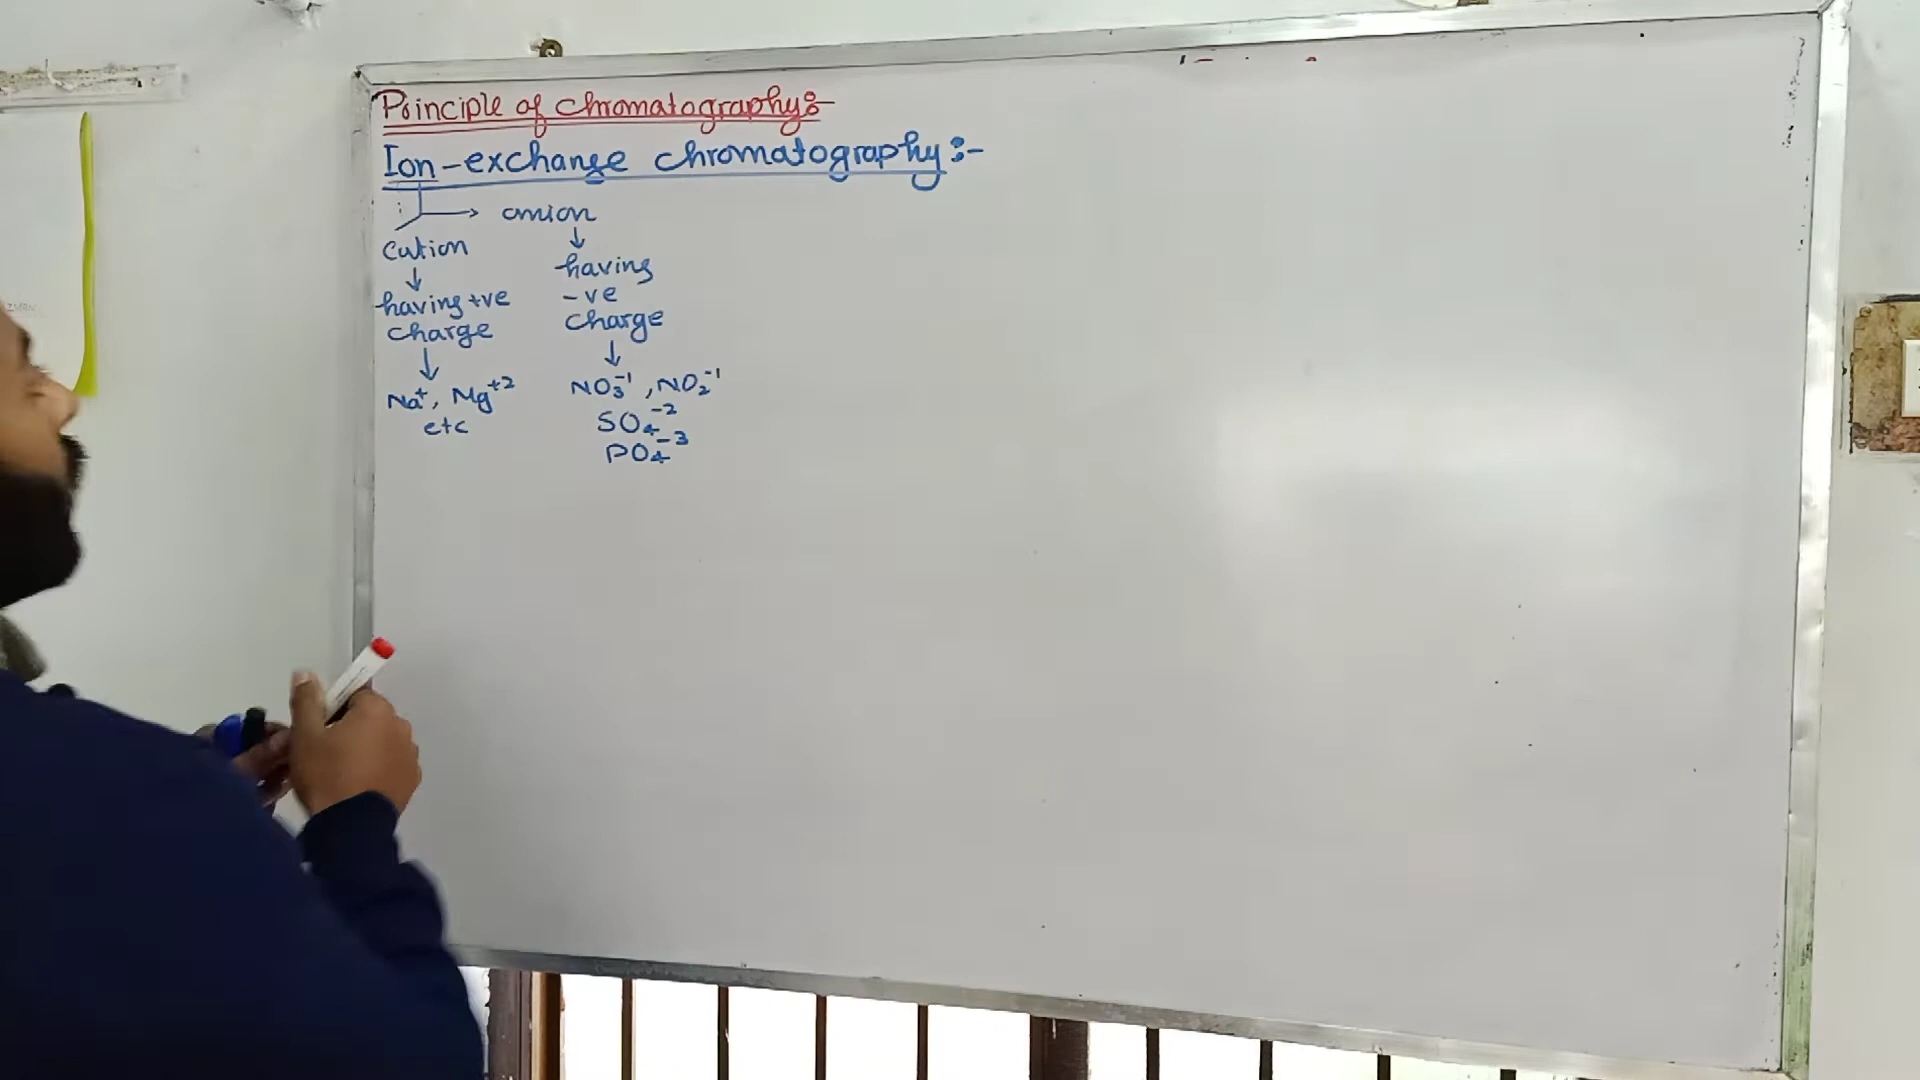 Principle of chromatography:-
Ion-exchange chromatography:-
anion
cation
having
-ve
charge
having +ve
charge
NO₃⁻¹, NO₂⁻¹
SO₄⁻²
PO₄⁻³
Na⁺, Mg⁺²
etc